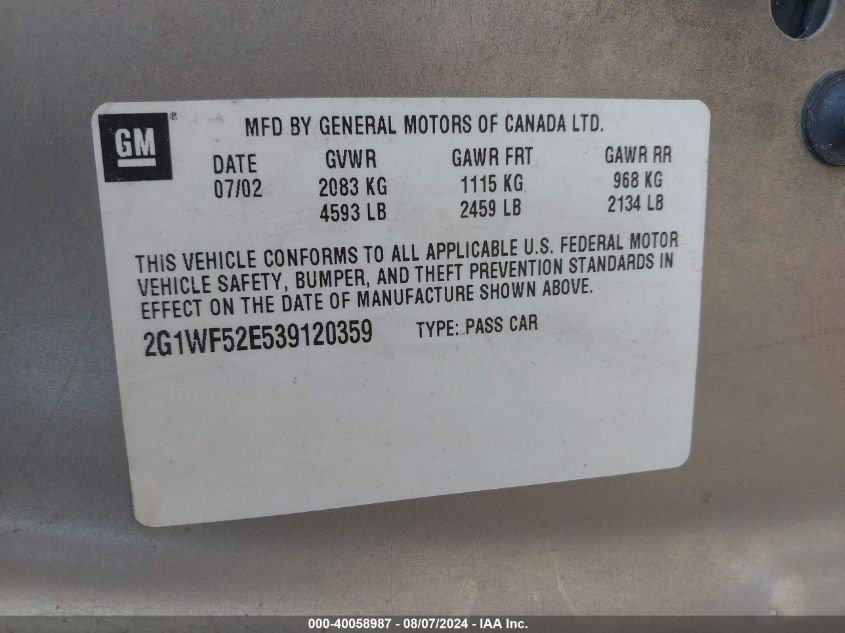 GM®
MFD BY GENERAL MOTORS OF CANADA LTD.
DATE GVWR GAWR FRT GAWR RR
07/02 2083 KG 1115 KG 968 KG
4593 LB 2459 LB 2134 LB
THIS VEHICLE CONFORMS TO ALL APPLICABLE U.S. FEDERAL MOTOR
VEHICLE SAFETY, BUMPER, AND THEFT PREVENTION STANDARDS IN
EFFECT ON THE DATE OF MANUFACTURE SHOWN ABOVE.
2G1WF52E539120359 TYPE: PASS CAR
000-40058987 - 08/07/2024 - IAA Inc.